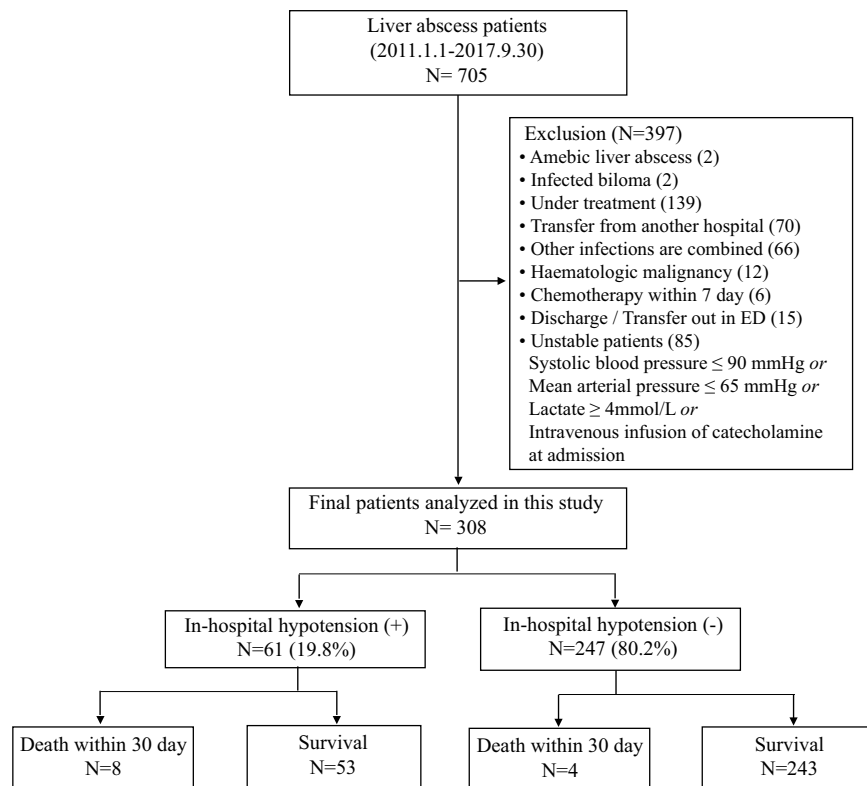 Liver abscess patients
(2011.1.1-2017.9.30)
N= 705
Exclusion (N=397)
• Amebic liver abscess (2)
• Infected biloma (2)
• Under treatment (139)
• Transfer from another hospital (70)
• Other infections are combined (66)
• Haematologic malignancy (12)
• Chemotherapy within 7 day (6)
• Discharge / Transfer out in ED (15)
• Unstable patients (85)
Systolic blood pressure ≤ 90 mmHg or
Mean arterial pressure ≤ 65 mmHg or
Lactate ≥ 4mmol/L or
Intravenous infusion of catecholamine
at admission
Final patients analyzed in this study
N= 308
In-hospital hypotension (+)
N=61 (19.8%)
In-hospital hypotension (-)
N=247 (80.2%)
Death within 30 day
N=8
Survival
N=53
Death within 30 day
N=4
Survival
N=243